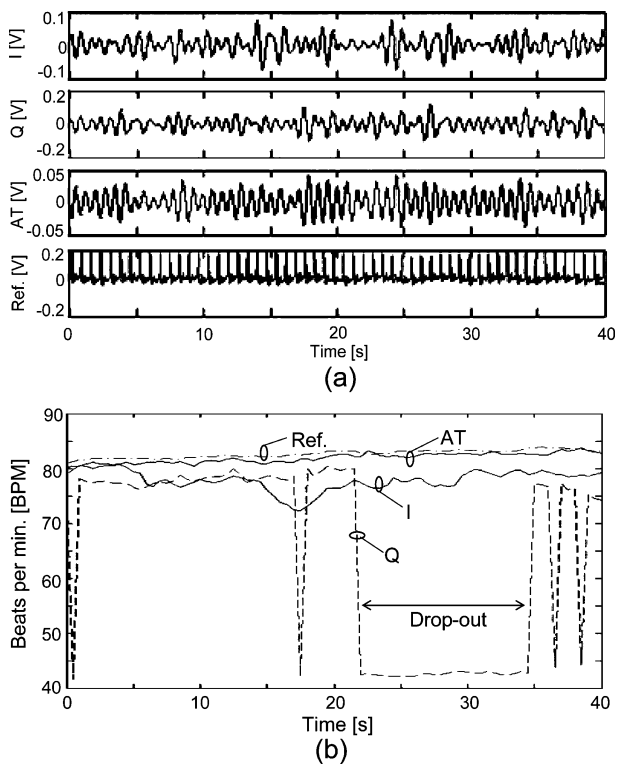 0.1
I [V]
0
-0.1
0.2
Q [V]
0
-0.2
0.05
AT [V]
0
-0.05
0.2
Ref. [V]
0
-0.2
0 10 20 30 40
Time [s]
(a)
90
80
70
60
50
40
Beats per min. [BPM]
Ref.
AT
I
Q
Drop-out
0 10 20 30 40
Time [s]
(b)